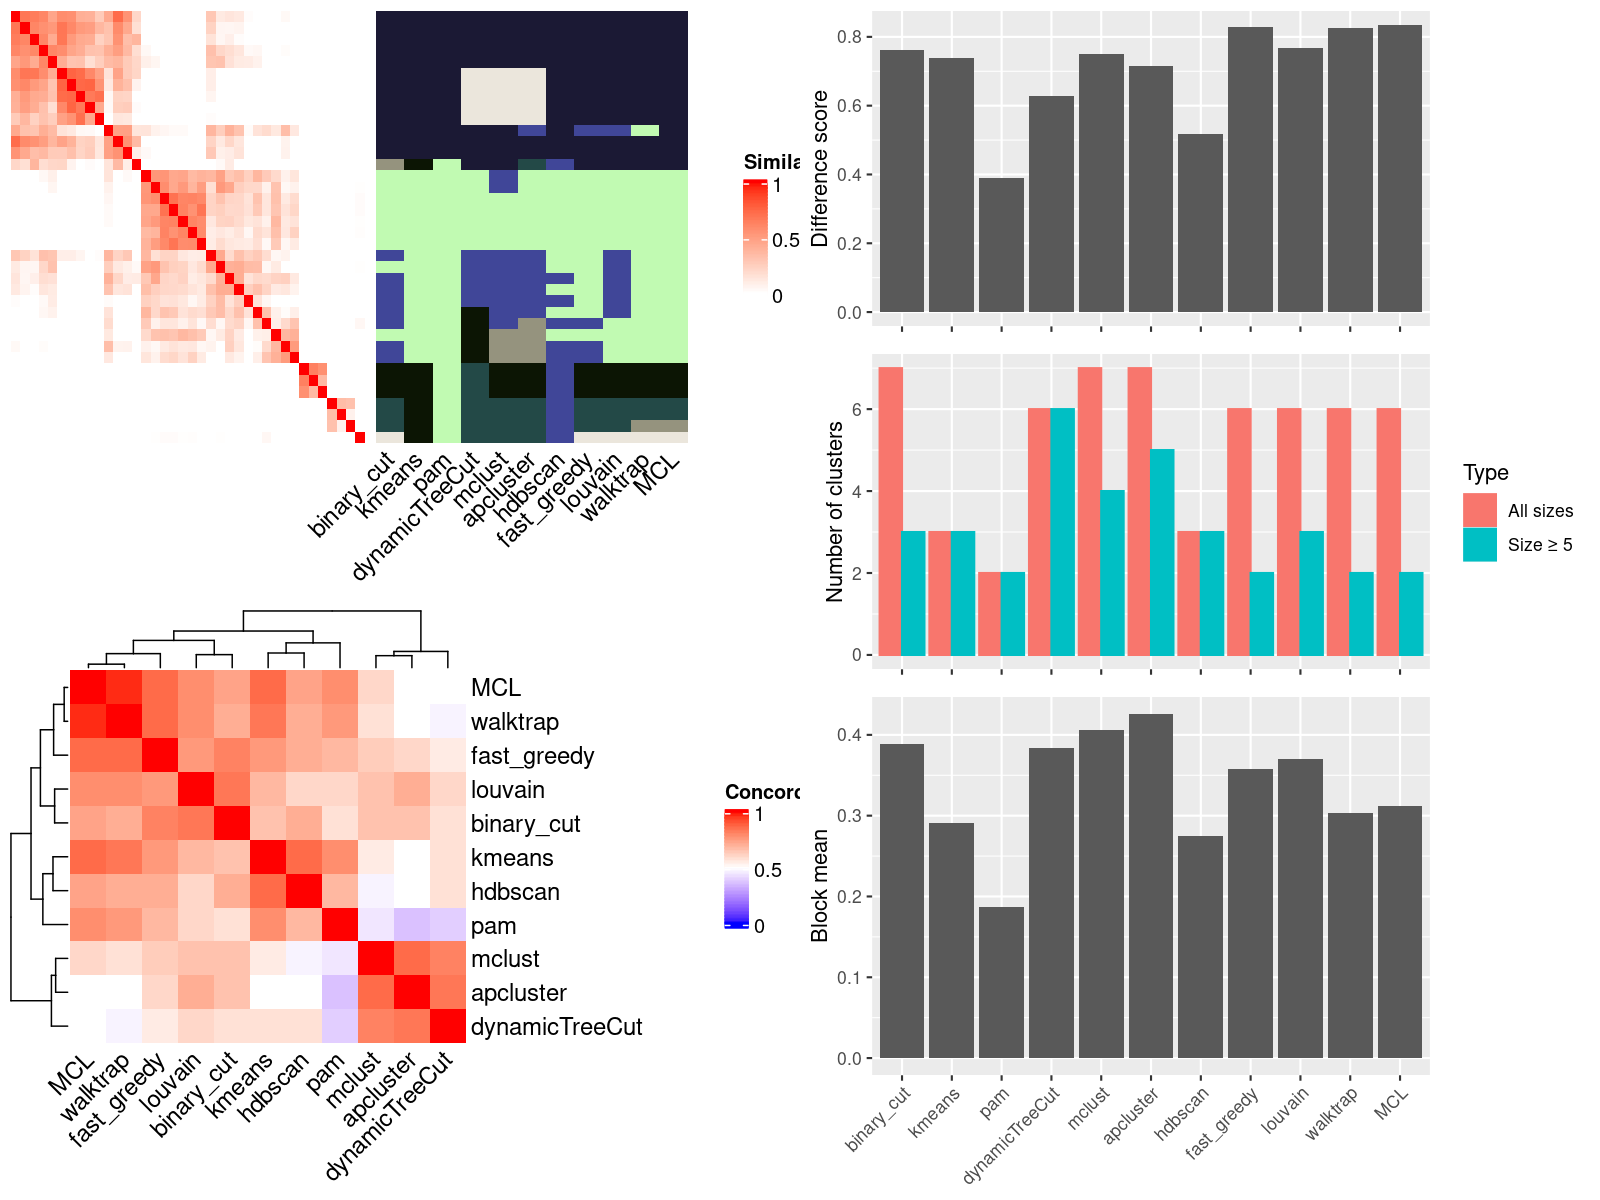 Simila
1
0.5
0
binary_cut
kmeans
pam
dynamicTreeCut
mclust
apcluster
hdbscan
fast_greedy
louvain
walktrap
MCL
MCL
walktrap
fast_greedy
louvain
binary_cut
kmeans
hdbscan
pam
mclust
apcluster
dynamicTreeCut
Concord
1
0.5
0
MCL
walktrap
fast_greedy
louvain
binary_cut
kmeans
hdbscan
pam
mclust
apcluster
dynamicTreeCut
Difference score
0.8
0.6
0.4
0.2
0.0
Number of clusters
6
4
2
0
Type
All sizes
Size ≥ 5
Block mean
0.4
0.3
0.2
0.1
0.0
binary_cut
kmeans
pam
dynamicTreeCut
mclust
apcluster
hdbscan
fast_greedy
louvain
walktrap
MCL